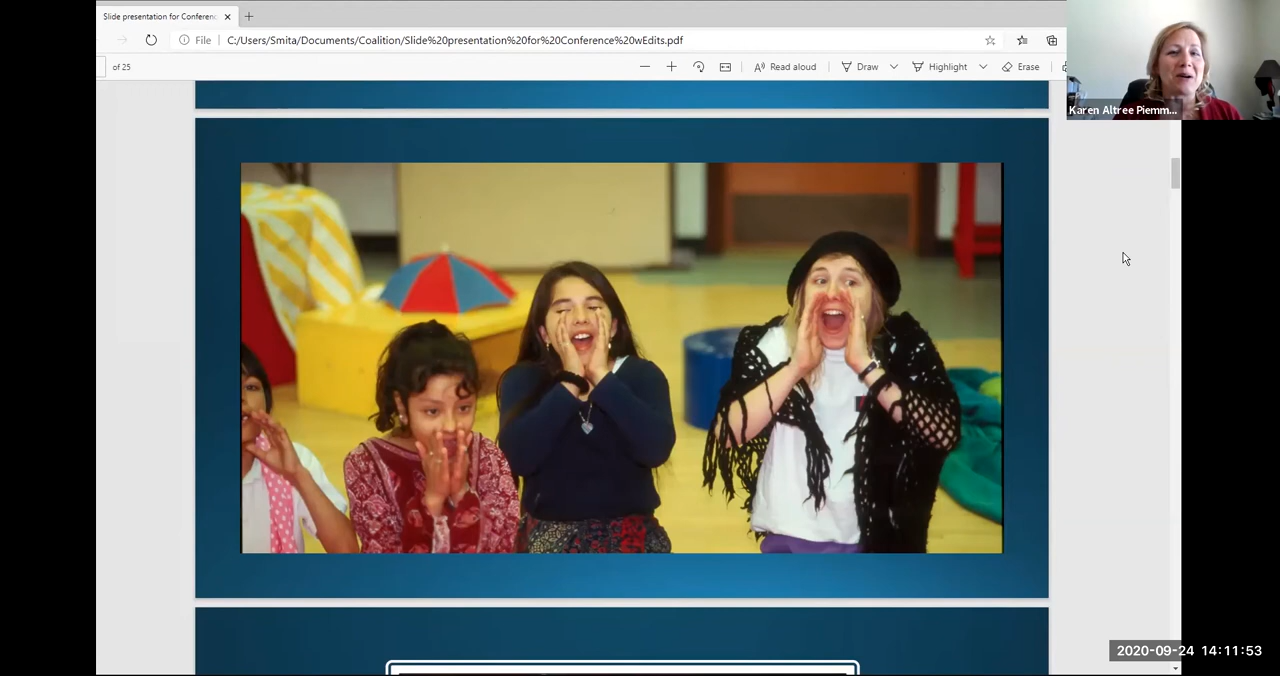 Slide presentation for Conferenc
File
C:/Users/Smita/Documents/Coalition/Slide%20presentation%20for%20Conference%20wEdits.pdf
of 25
Read aloud
Draw
Highlight
Erase
Karen Altree Piemm...
2020-09-24 14:11:53